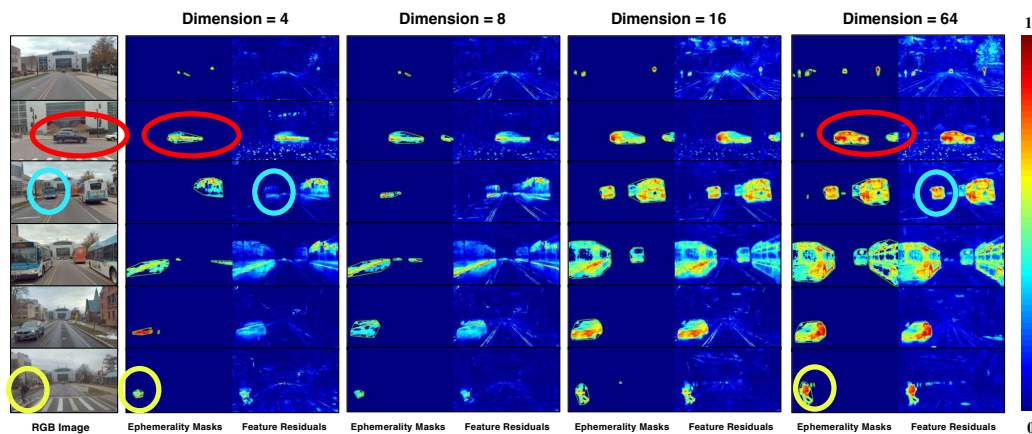 Dimension = 4 Dimension = 8 Dimension = 16 Dimension = 64
1
0
RGB Image Ephemerality Masks Feature Residuals Ephemerality Masks Feature Residuals Ephemerality Masks Feature Residuals Ephemerality Masks Feature Residuals